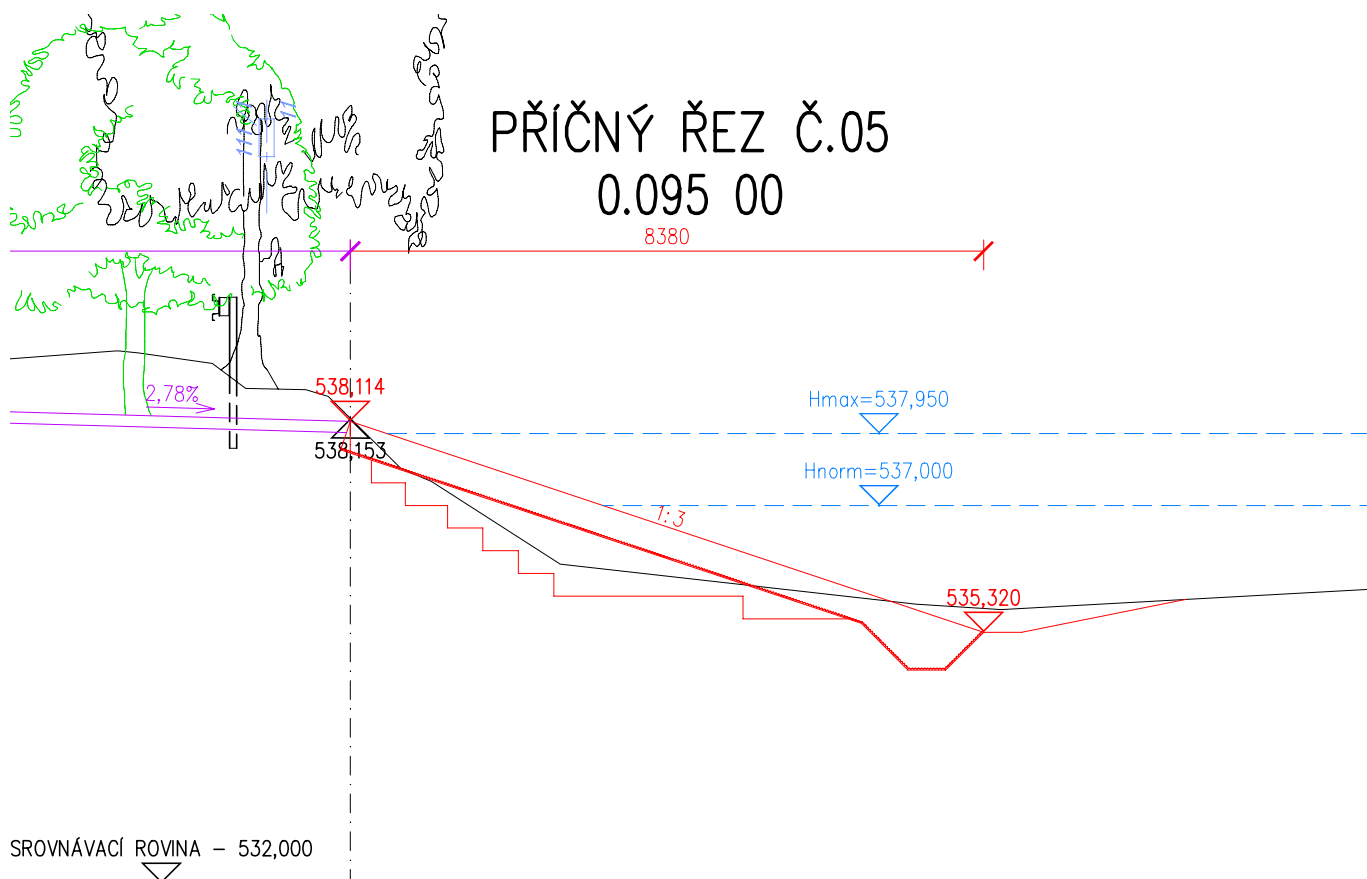 PŘÍČNÝ ŘEZ Č.05
0.095 00
8380
2,78%
538,114
538,153
Hmax=537,950
Hnorm=537,000
1:3
535,320
SROVNÁVACÍ ROVINA - 532,000